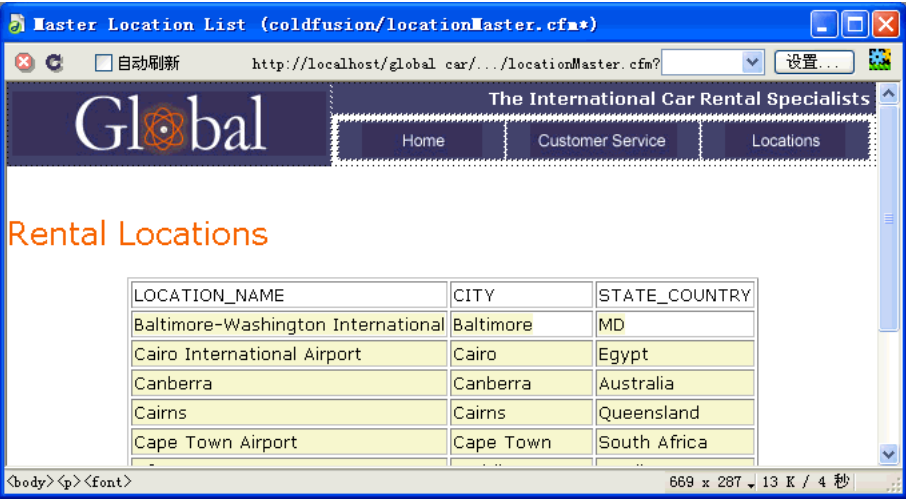 Master Location List (coldfusion/locationMaster.cfm*)
自动刷新 http://localhost/global car/.../locationMaster.cfm? 设置...
Global
The International Car Rental Specialists
Home Customer Service Locations
Rental Locations
LOCATION_NAME CITY STATE_COUNTRY
Baltimore-Washington International Baltimore MD
Cairo International Airport Cairo Egypt
Canberra Canberra Australia
Cairns Cairns Queensland
Cape Town Airport Cape Town South Africa
<body><p><font> 669 x 287 13 K / 4 秒